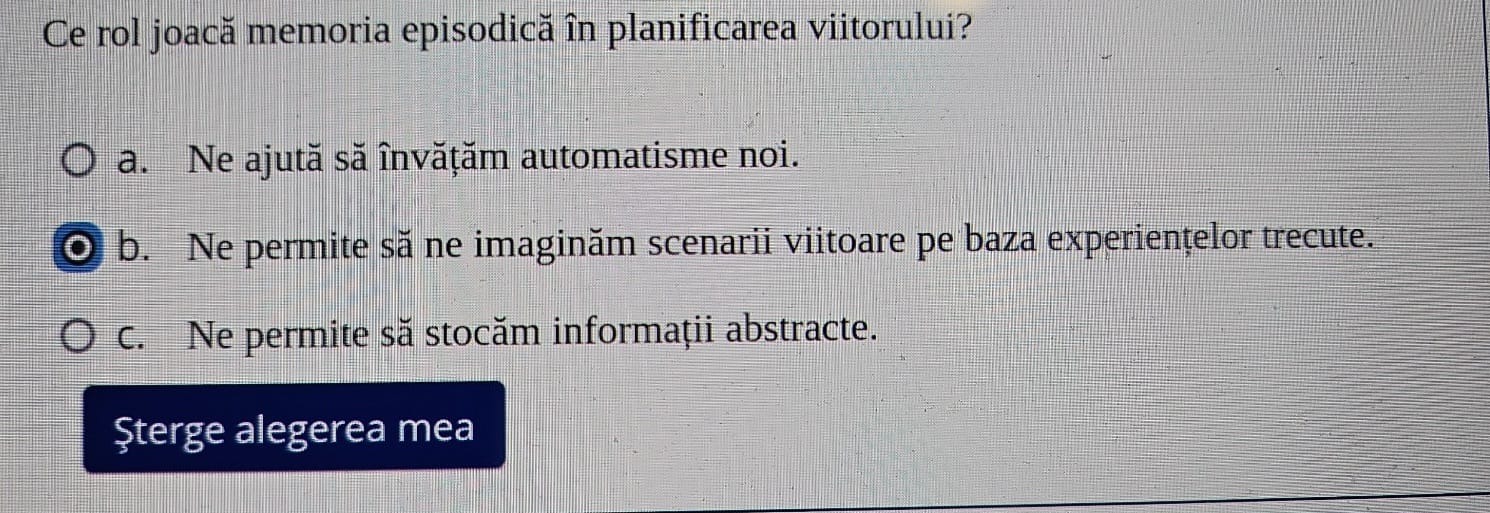 Ce rol joacă memoria episodică în planificarea viitorului?
a. Ne ajută să învățăm automatisme noi.
b. Ne permite să ne imaginăm scenarii viitoare pe baza experiențelor trecute.
c. Ne permite să stocăm informații abstracte.
Şterge alegerea mea